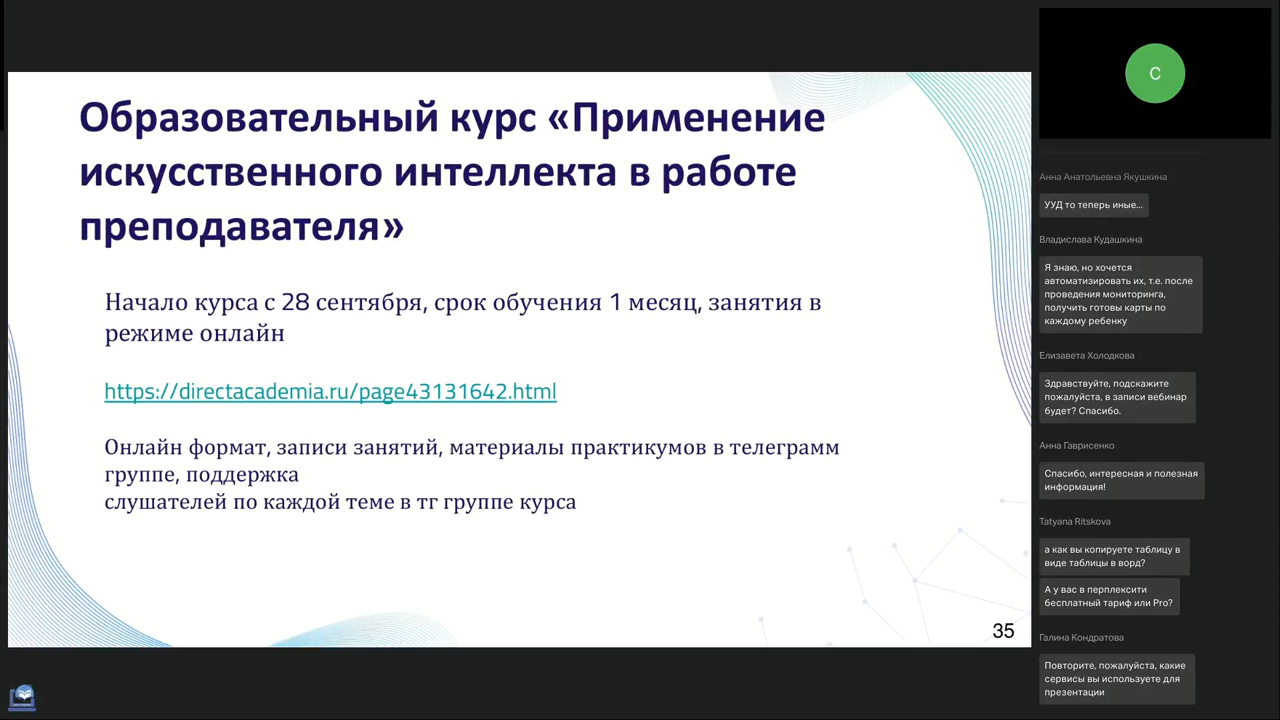 Образовательный курс «Применение
искусственного интеллекта в работе
преподавателя»
Начало курса с 28 сентября, срок обучения 1 месяц, занятия в
режиме онлайн
https://directacademia.ru/page43131642.html
Онлайн формат, записи занятий, материалы практикумов в телеграмм
группе, поддержка
слушателей по каждой теме в тг группе курса
35
С
Анна Анатольевна Якушкина
УУД то теперь иные...
Владислава Кудашкина
Я знаю, но хочется
автоматизировать их, т.е. после
проведения мониторинга,
получить готовы карты по
каждому ребенку
Елизавета Холодкова
Здравствуйте, подскажите
пожалуйста, в записи вебинар
будет? Спасибо.
Анна Гаврисенко
Спасибо, интересная и полезная
информация!
Tatyana Ritskova
а как вы копируете таблицу в
виде таблицы в ворд?
А у вас в перплексити
бесплатный тариф или Pro?
Галина Кондратова
Повторите, пожалуйста, какие
сервисы вы используете для
презентации